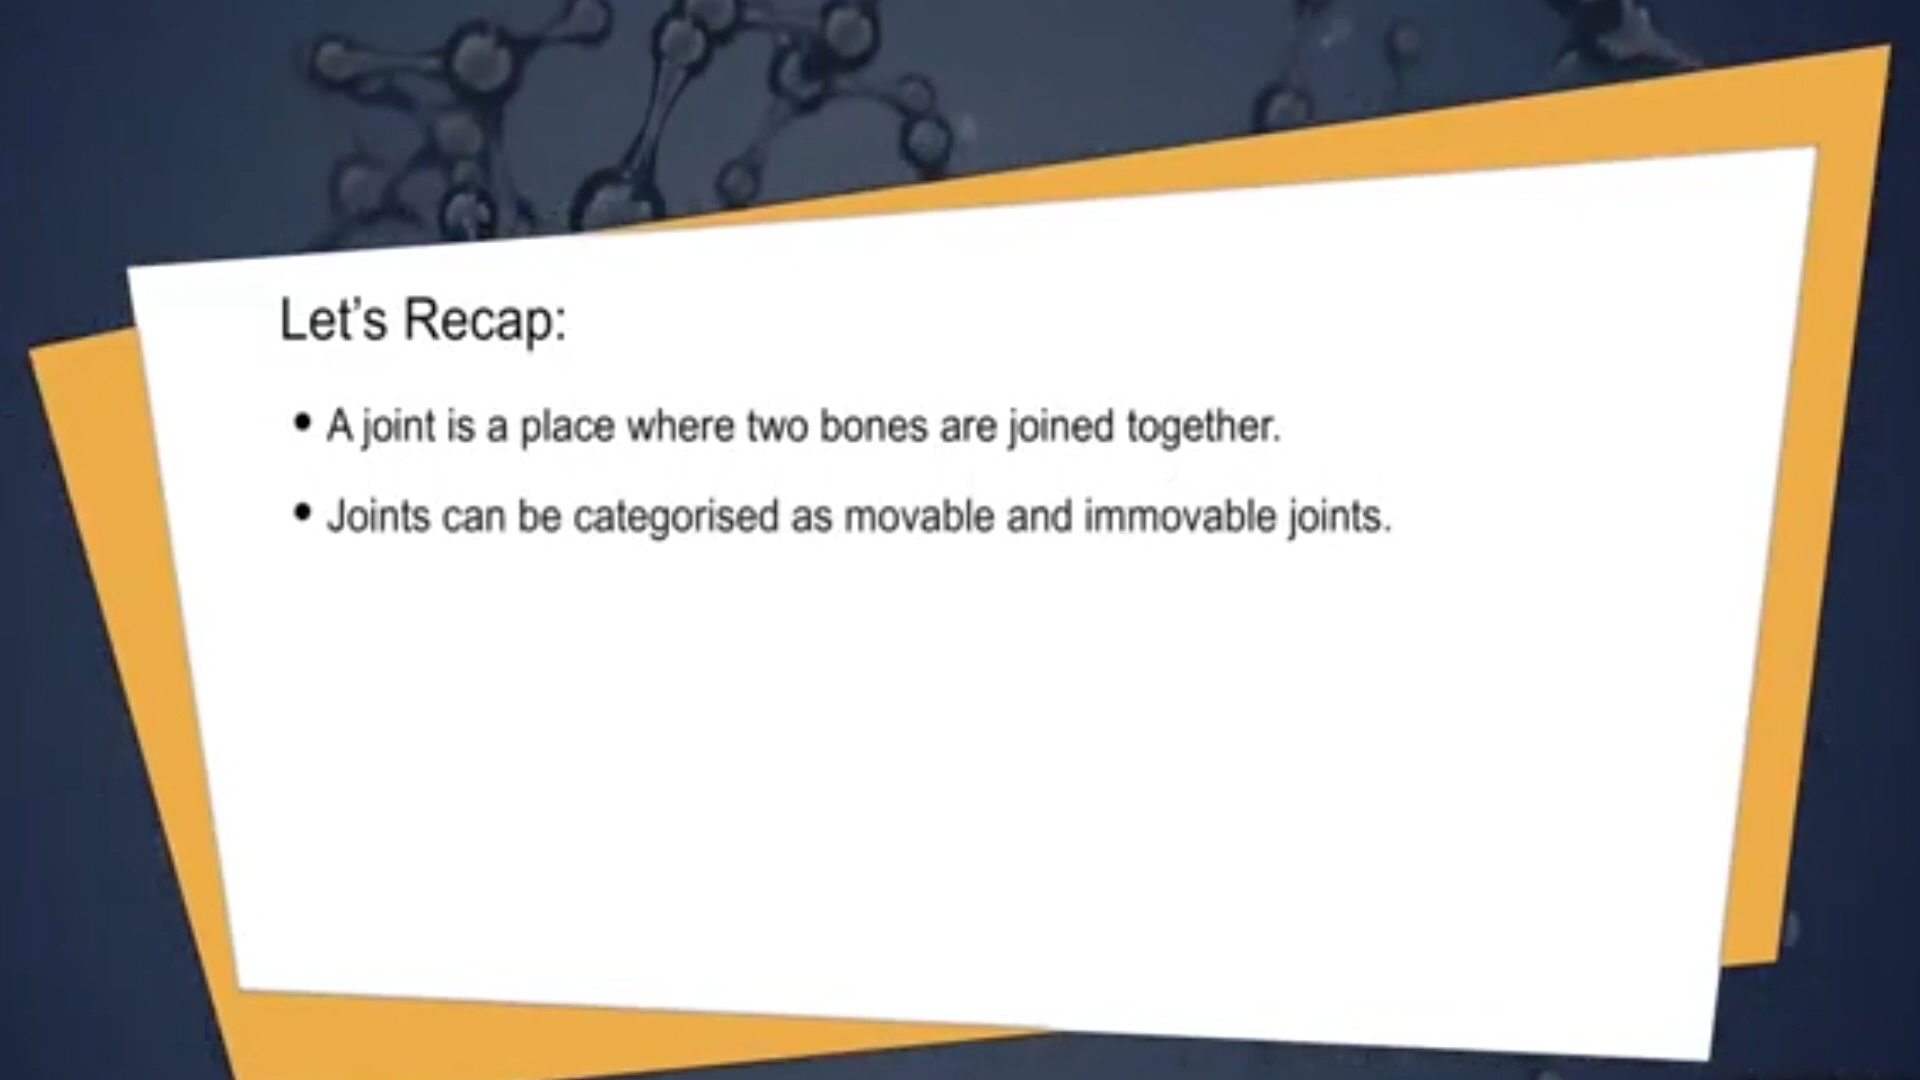 Let’s Recap:
• A joint is a place where two bones are joined together.
• Joints can be categorised as movable and immovable joints.